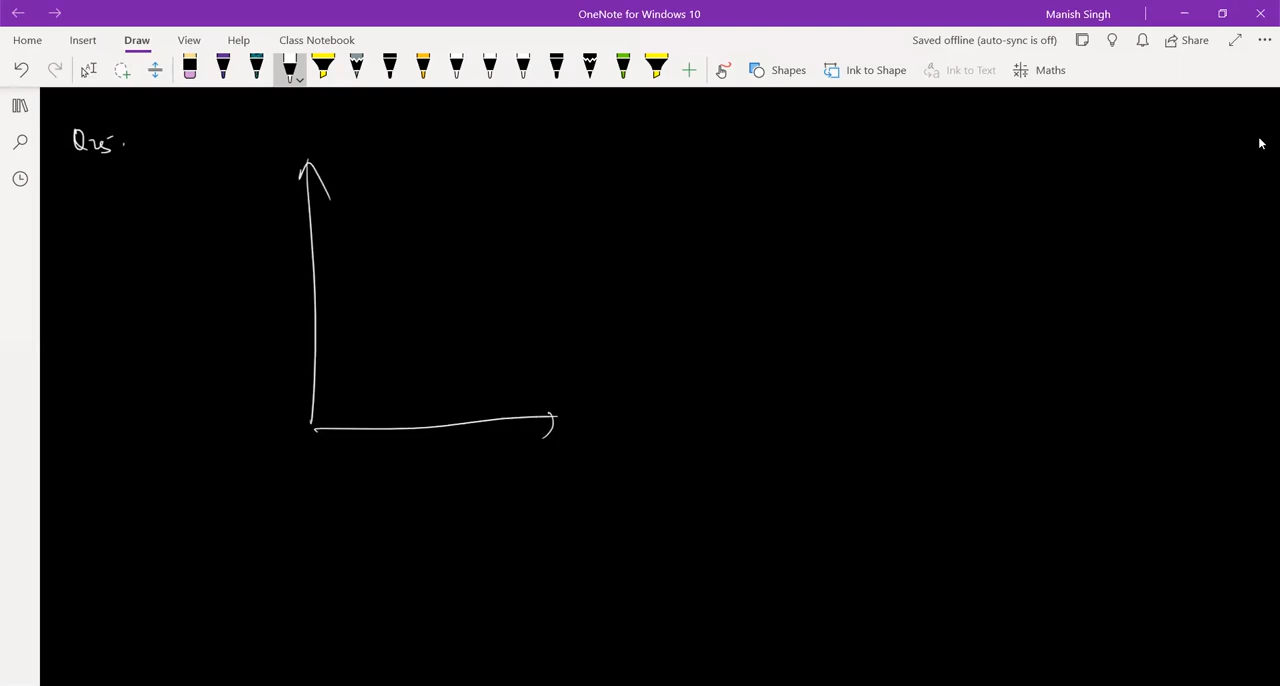 OneNote for Windows 10
Manish Singh
Home Insert Draw View Help Class Notebook
Saved offline (auto-sync is off)
Share
Shapes
Ink to Shape
Ink to Text
Maths